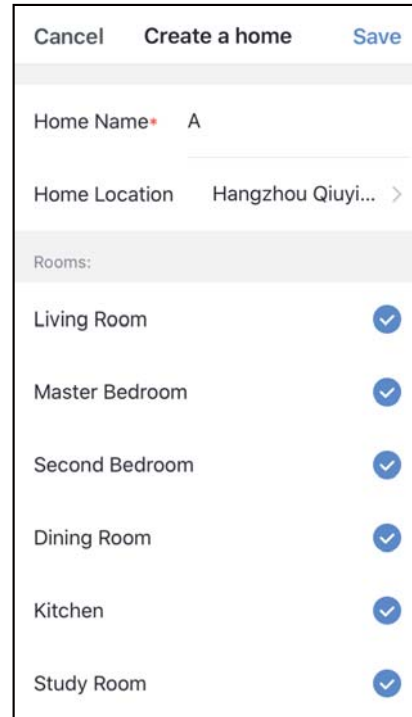 Cancel Create a home Save
Home Name* A
Home Location Hangzhou Qiuyi... >
Rooms:
Living Room
Master Bedroom
Second Bedroom
Dining Room
Kitchen
Study Room